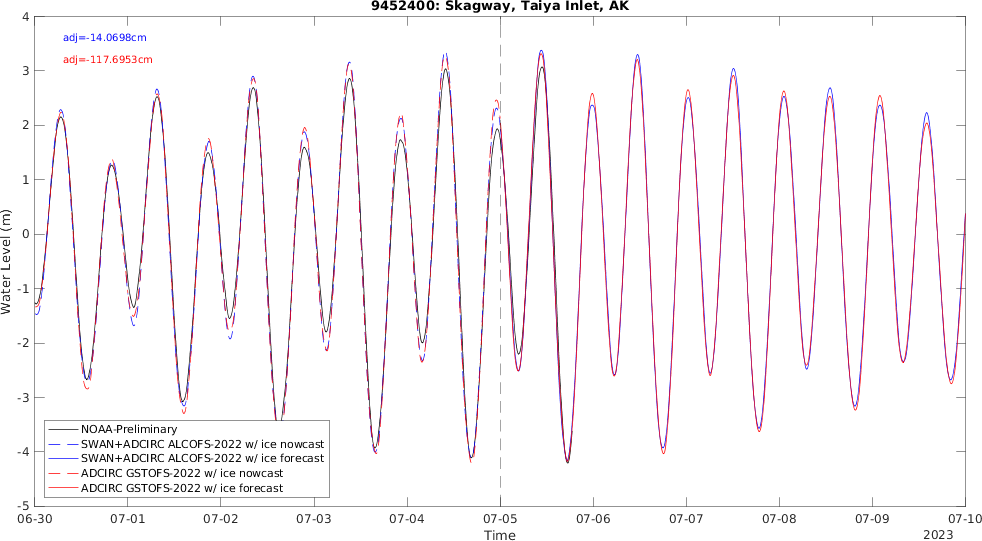 9452400: Skagway, Taiya Inlet, AK
adj=-14.0698cm
adj=-117.6953cm
Water Level (m)
4
3
2
1
0
-1
-2
-3
-4
-5
NOAA-Preliminary
SWAN+ADCIRC ALCOFS-2022 w/ ice nowcast
SWAN+ADCIRC ALCOFS-2022 w/ ice forecast
ADCIRC GSTOFS-2022 w/ ice nowcast
ADCIRC GSTOFS-2022 w/ ice forecast
06-30 07-01 07-02 07-03 07-04 07-05 07-06 07-07 07-08 07-09 07-10
Time
2023